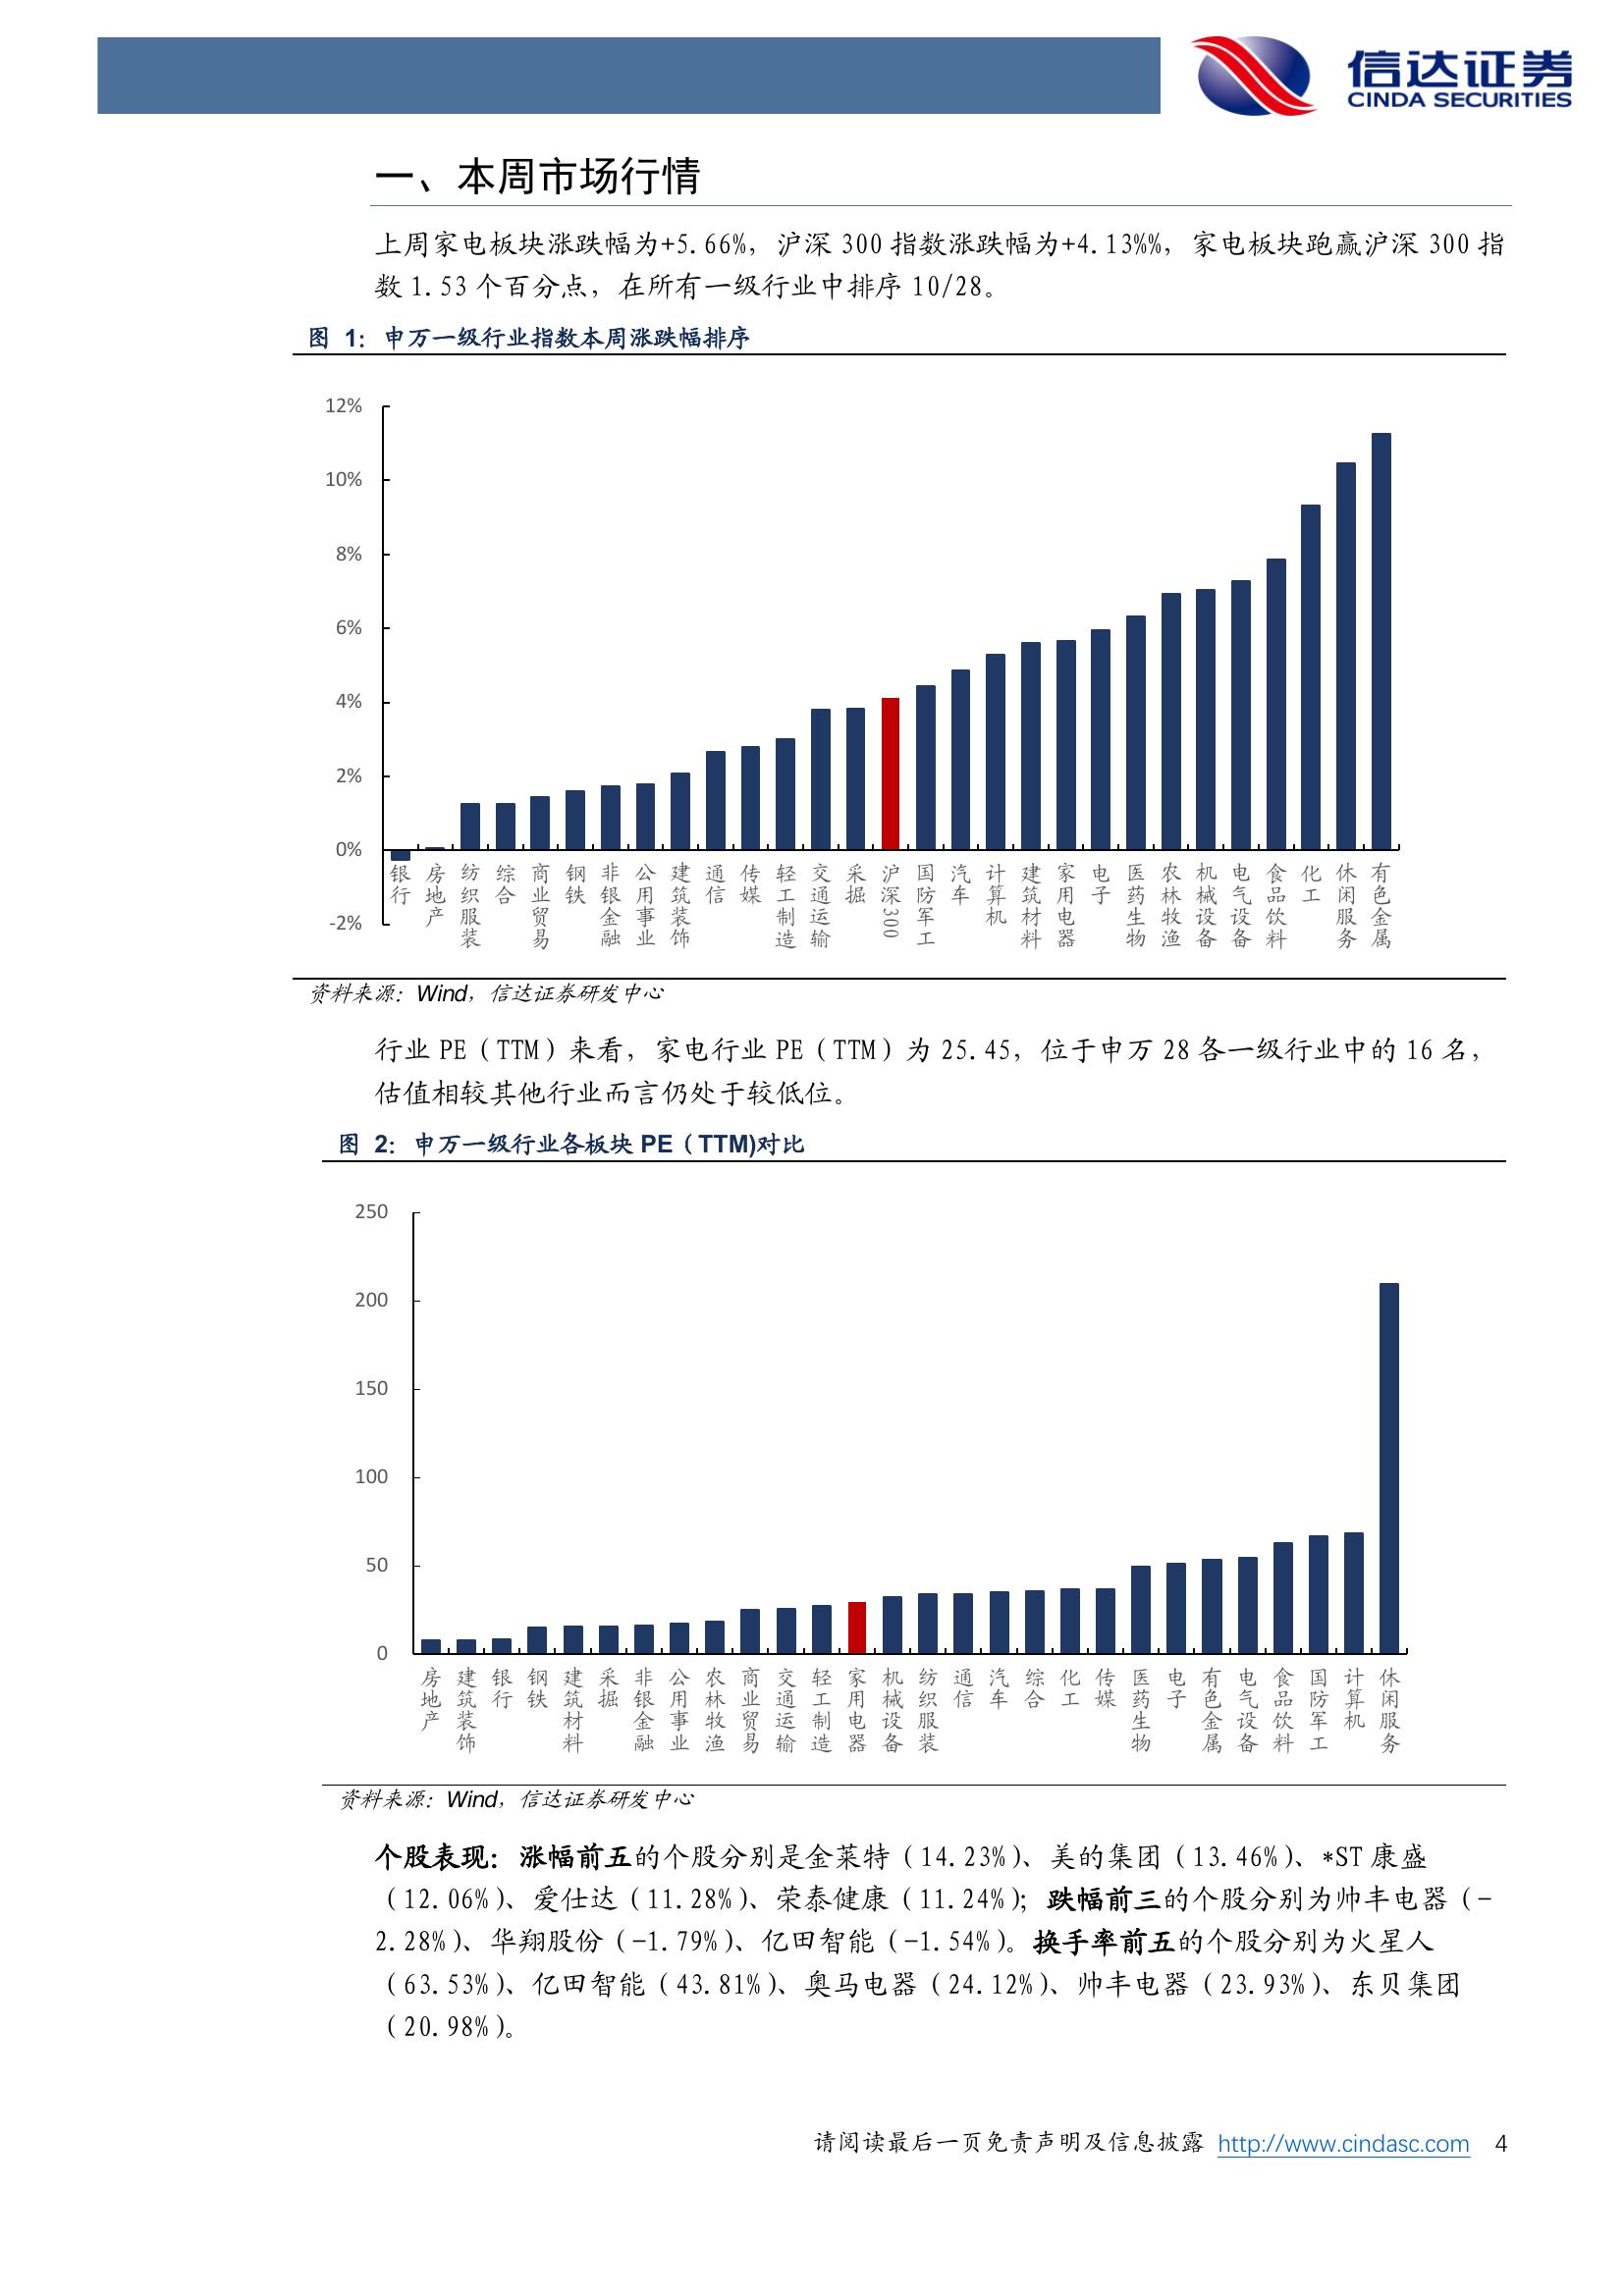 信达证券
CINDA SECURITIES
一、本周市场行情
上周家电板块涨跌幅为+5.66%，沪深 300 指数涨跌幅为+4.13%%，家电板块跑赢沪深 300 指
数 1.53 个百分点，在所有一级行业中排序 10/28。
图 1：申万一级行业指数本周涨跌幅排序
12%
10%
8%
6%
4%
2%
0%
-2%
银行
房地产
纺织服装
综合
商业贸易
钢铁
非银金融
公用事业
建筑装饰
通信
传媒
轻工制造
交通运输
采掘
沪深300
国防军工
汽车
计算机
建筑材料
家用电器
电子
医药生物
农林牧渔
机械设备
电气设备
食品饮料
化工
休闲服务
有色金属
资料来源：Wind，信达证券研发中心
行业 PE（TTM）来看，家电行业 PE（TTM）为 25.45，位于申万 28 各一级行业中的 16 名，
估值相较其他行业而言仍处于较低位。
图 2：申万一级行业各板块 PE（TTM)对比
250
200
150
100
50
0
房地产
建筑装饰
银行
钢铁
建筑材料
采掘
非银金融
公用事业
农林牧渔
商业贸易
交通运输
轻工制造
家用电器
机械设备
纺织服装
通信
汽车
综合
化工
传媒
医药生物
电子
有色金属
电气设备
食品饮料
国防军工
计算机
休闲服务
资料来源：Wind，信达证券研发中心
个股表现：涨幅前五的个股分别是金莱特（14.23%）、美的集团（13.46%）、*ST 康盛
（12.06%）、爱仕达（11.28%）、荣泰健康（11.24%）；跌幅前三的个股分别为帅丰电器（-
2.28%）、华翔股份（-1.79%）、亿田智能（-1.54%）。换手率前五的个股分别为火星人
（63.53%）、亿田智能（43.81%）、奥马电器（24.12%）、帅丰电器（23.93%）、东贝集团
（20.98%）。
请阅读最后一页免责声明及信息披露 http://www.cindasc.com 4